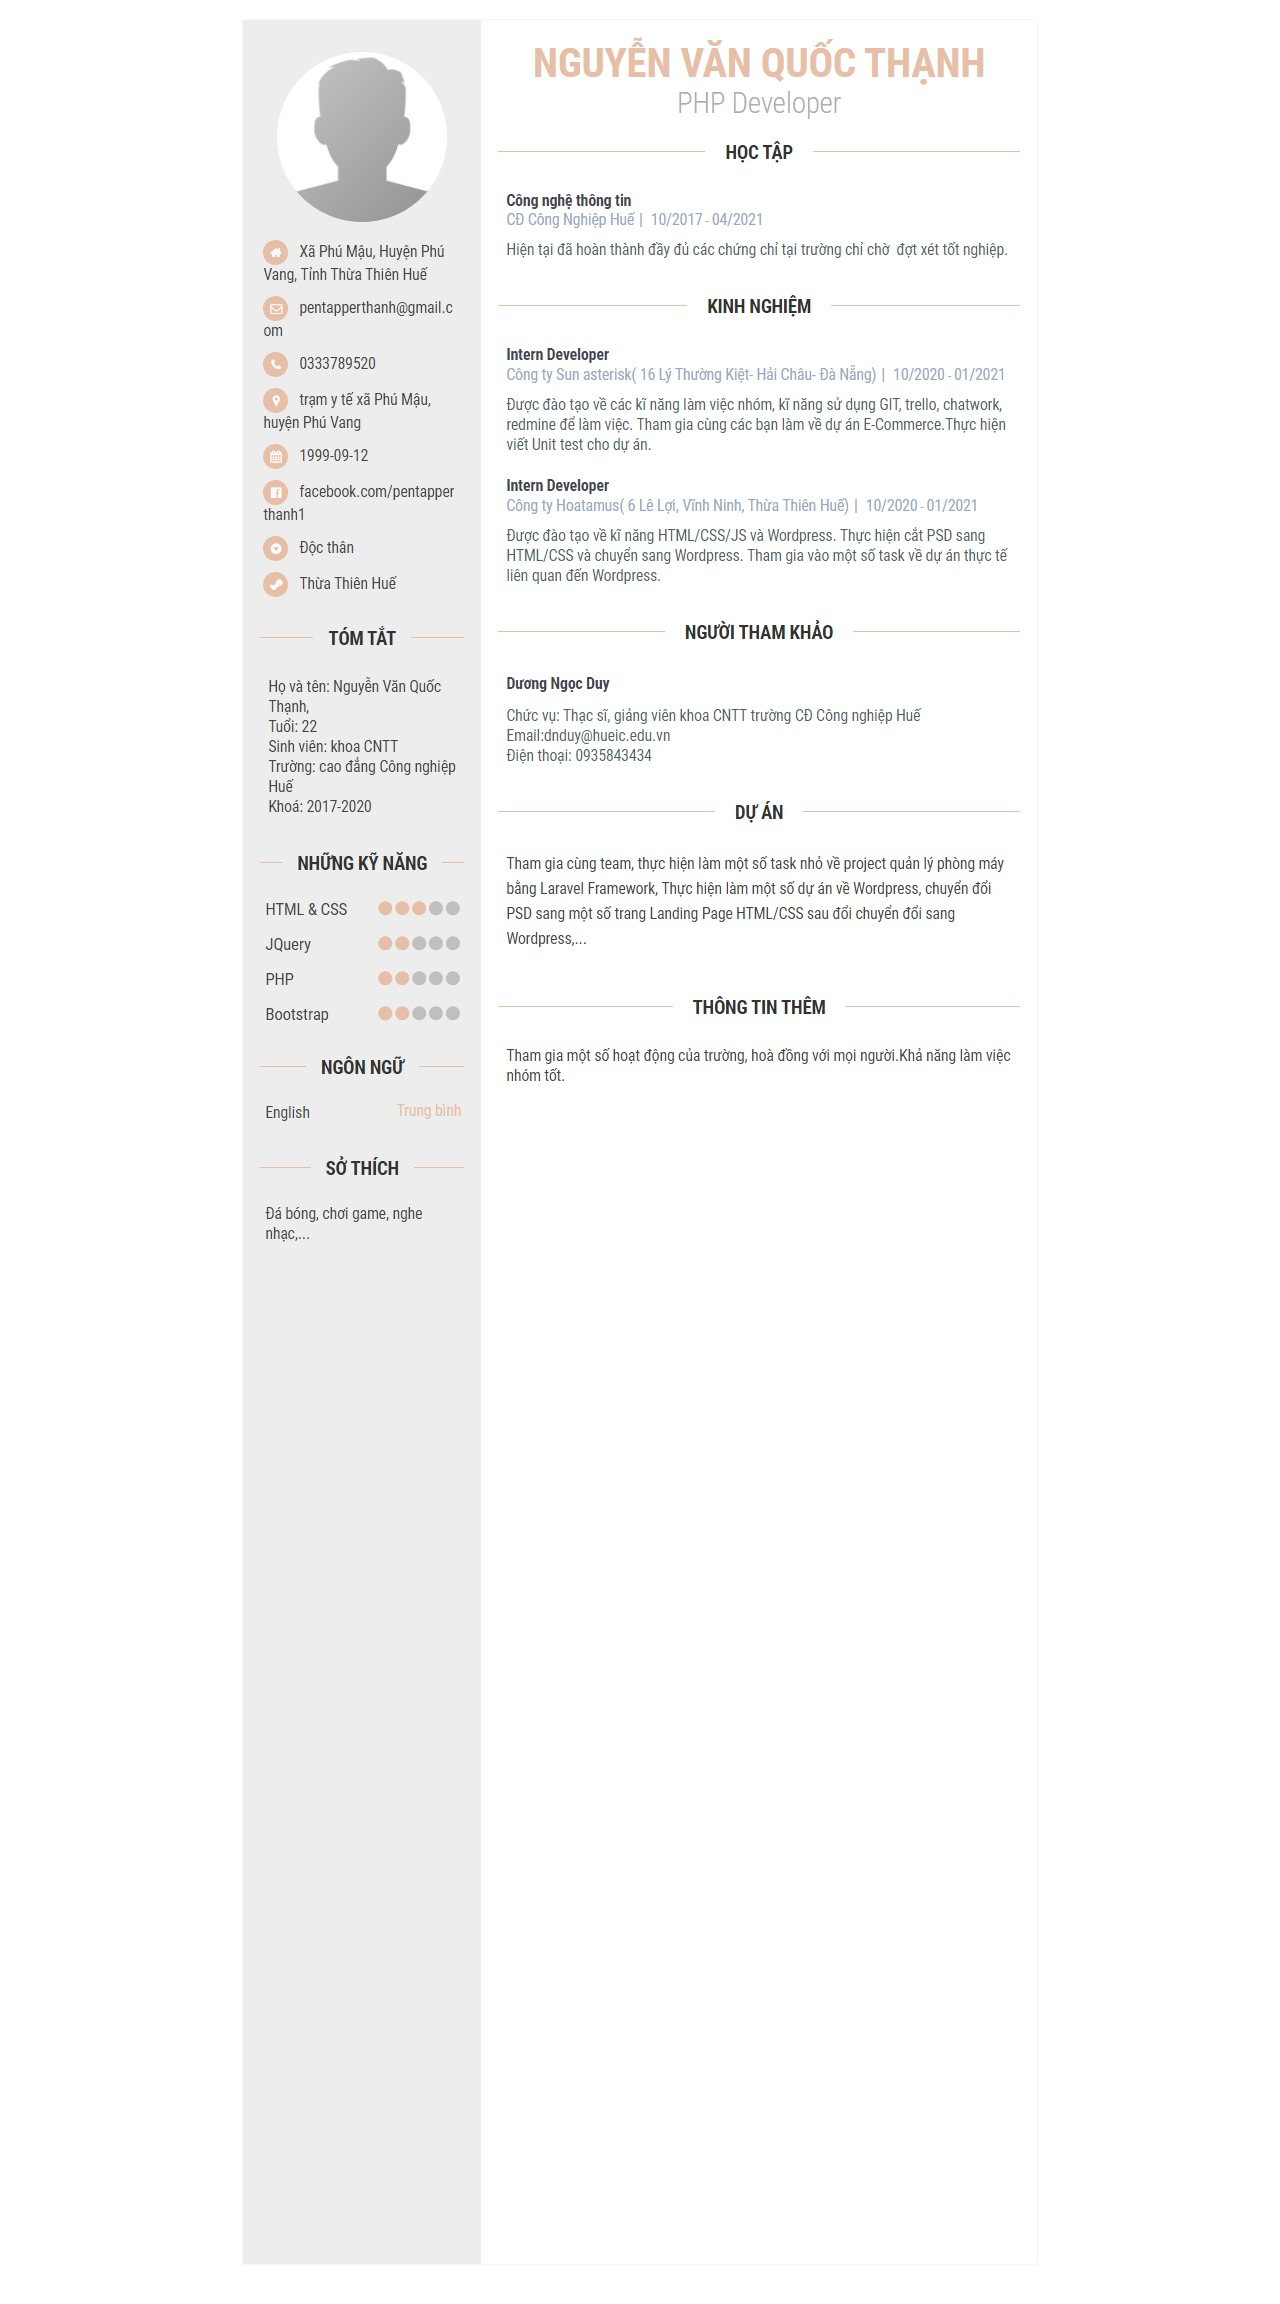 Xã Phú Mậu, Huyện Phú
Vang, Tỉnh Thừa Thiên Huế
pentapperthanh@gmail.c
om
0333789520
trạm y tế xã Phú Mậu,
huyện Phú Vang
1999-09-12
facebook.com/pentapper
thanh1
Độc thân
Thừa Thiên Huế
TÓM TẮT
Họ và tên: Nguyễn Văn Quốc
Thạnh,
Tuổi: 22
Sinh viên: khoa CNTT
Trường: cao đẳng Công nghiệp
Huế
Khoá: 2017-2020
NHỮNG KỸ NĂNG
HTML & CSS
JQuery
PHP
Bootstrap
NGÔN NGỮ
English Trung bình
SỞ THÍCH
Đá bóng, chơi game, nghe
nhạc,...
NGUYỄN VĂN QUỐC THẠNH
PHP Developer
HỌC TẬP
Công nghệ thông tin
CĐ Công Nghiệp Huế | 10/2017 - 04/2021
Hiện tại đã hoàn thành đầy đủ các chứng chỉ tại trường chỉ chờ đợt xét tốt nghiệp.
KINH NGHIỆM
Intern Developer
Công ty Sun asterisk( 16 Lý Thường Kiệt- Hải Châu- Đà Nẵng) | 10/2020 - 01/2021
Được đào tạo về các kĩ năng làm việc nhóm, kĩ năng sử dụng GIT, trello, chatwork,
redmine để làm việc. Tham gia cùng các bạn làm về dự án E-Commerce.Thực hiện
viết Unit test cho dự án.
Intern Developer
Công ty Hoatamus( 6 Lê Lợi, Vĩnh Ninh, Thừa Thiên Huế) | 10/2020 - 01/2021
Được đào tạo về kĩ năng HTML/CSS/JS và Wordpress. Thực hiện cắt PSD sang
HTML/CSS và chuyển sang Wordpress. Tham gia vào một số task về dự án thực tế
liên quan đến Wordpress.
NGƯỜI THAM KHẢO
Dương Ngọc Duy
Chức vụ: Thạc sĩ, giảng viên khoa CNTT trường CĐ Công nghiệp Huế
Email:dnduy@hueic.edu.vn
Điện thoại: 0935843434
DỰ ÁN
Tham gia cùng team, thực hiện làm một số task nhỏ về project quản lý phòng máy
bằng Laravel Framework, Thực hiện làm một số dự án về Wordpress, chuyển đổi
PSD sang một số trang Landing Page HTML/CSS sau đổi chuyển đổi sang
Wordpress,...
THÔNG TIN THÊM
Tham gia một số hoạt động của trường, hoà đồng với mọi người.Khả năng làm việc
nhóm tốt.